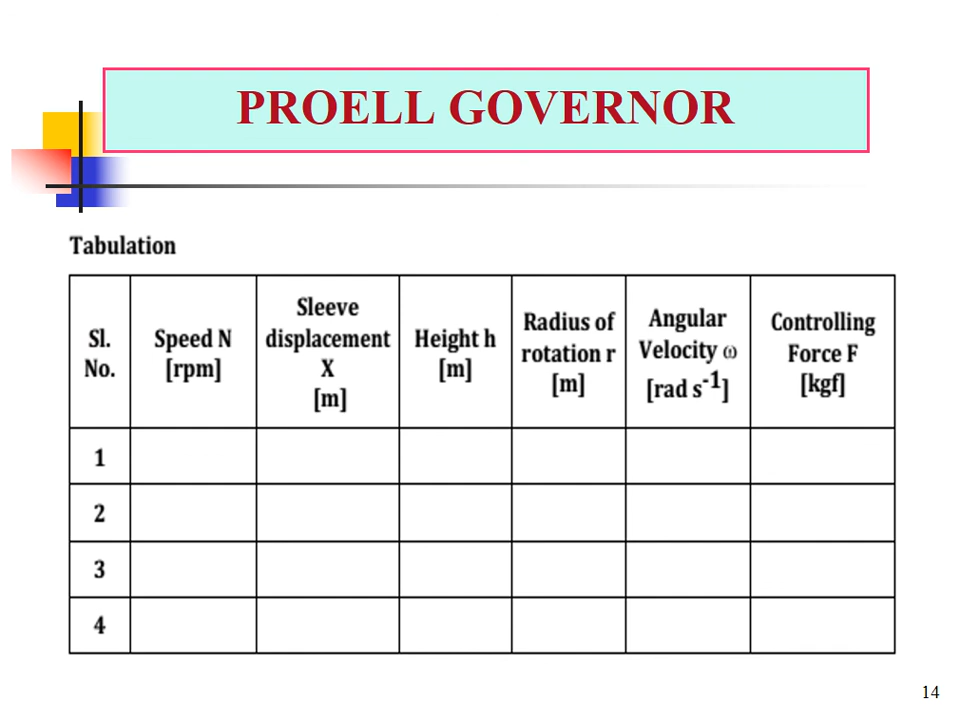 PROELL GOVERNOR
Tabulation
Sl. No.
Speed N [rpm]
Sleeve displacement X [m]
Height h [m]
Radius of rotation r [m]
Angular Velocity ω [rad s-1]
Controlling Force F [kgf]
1
2
3
4
14